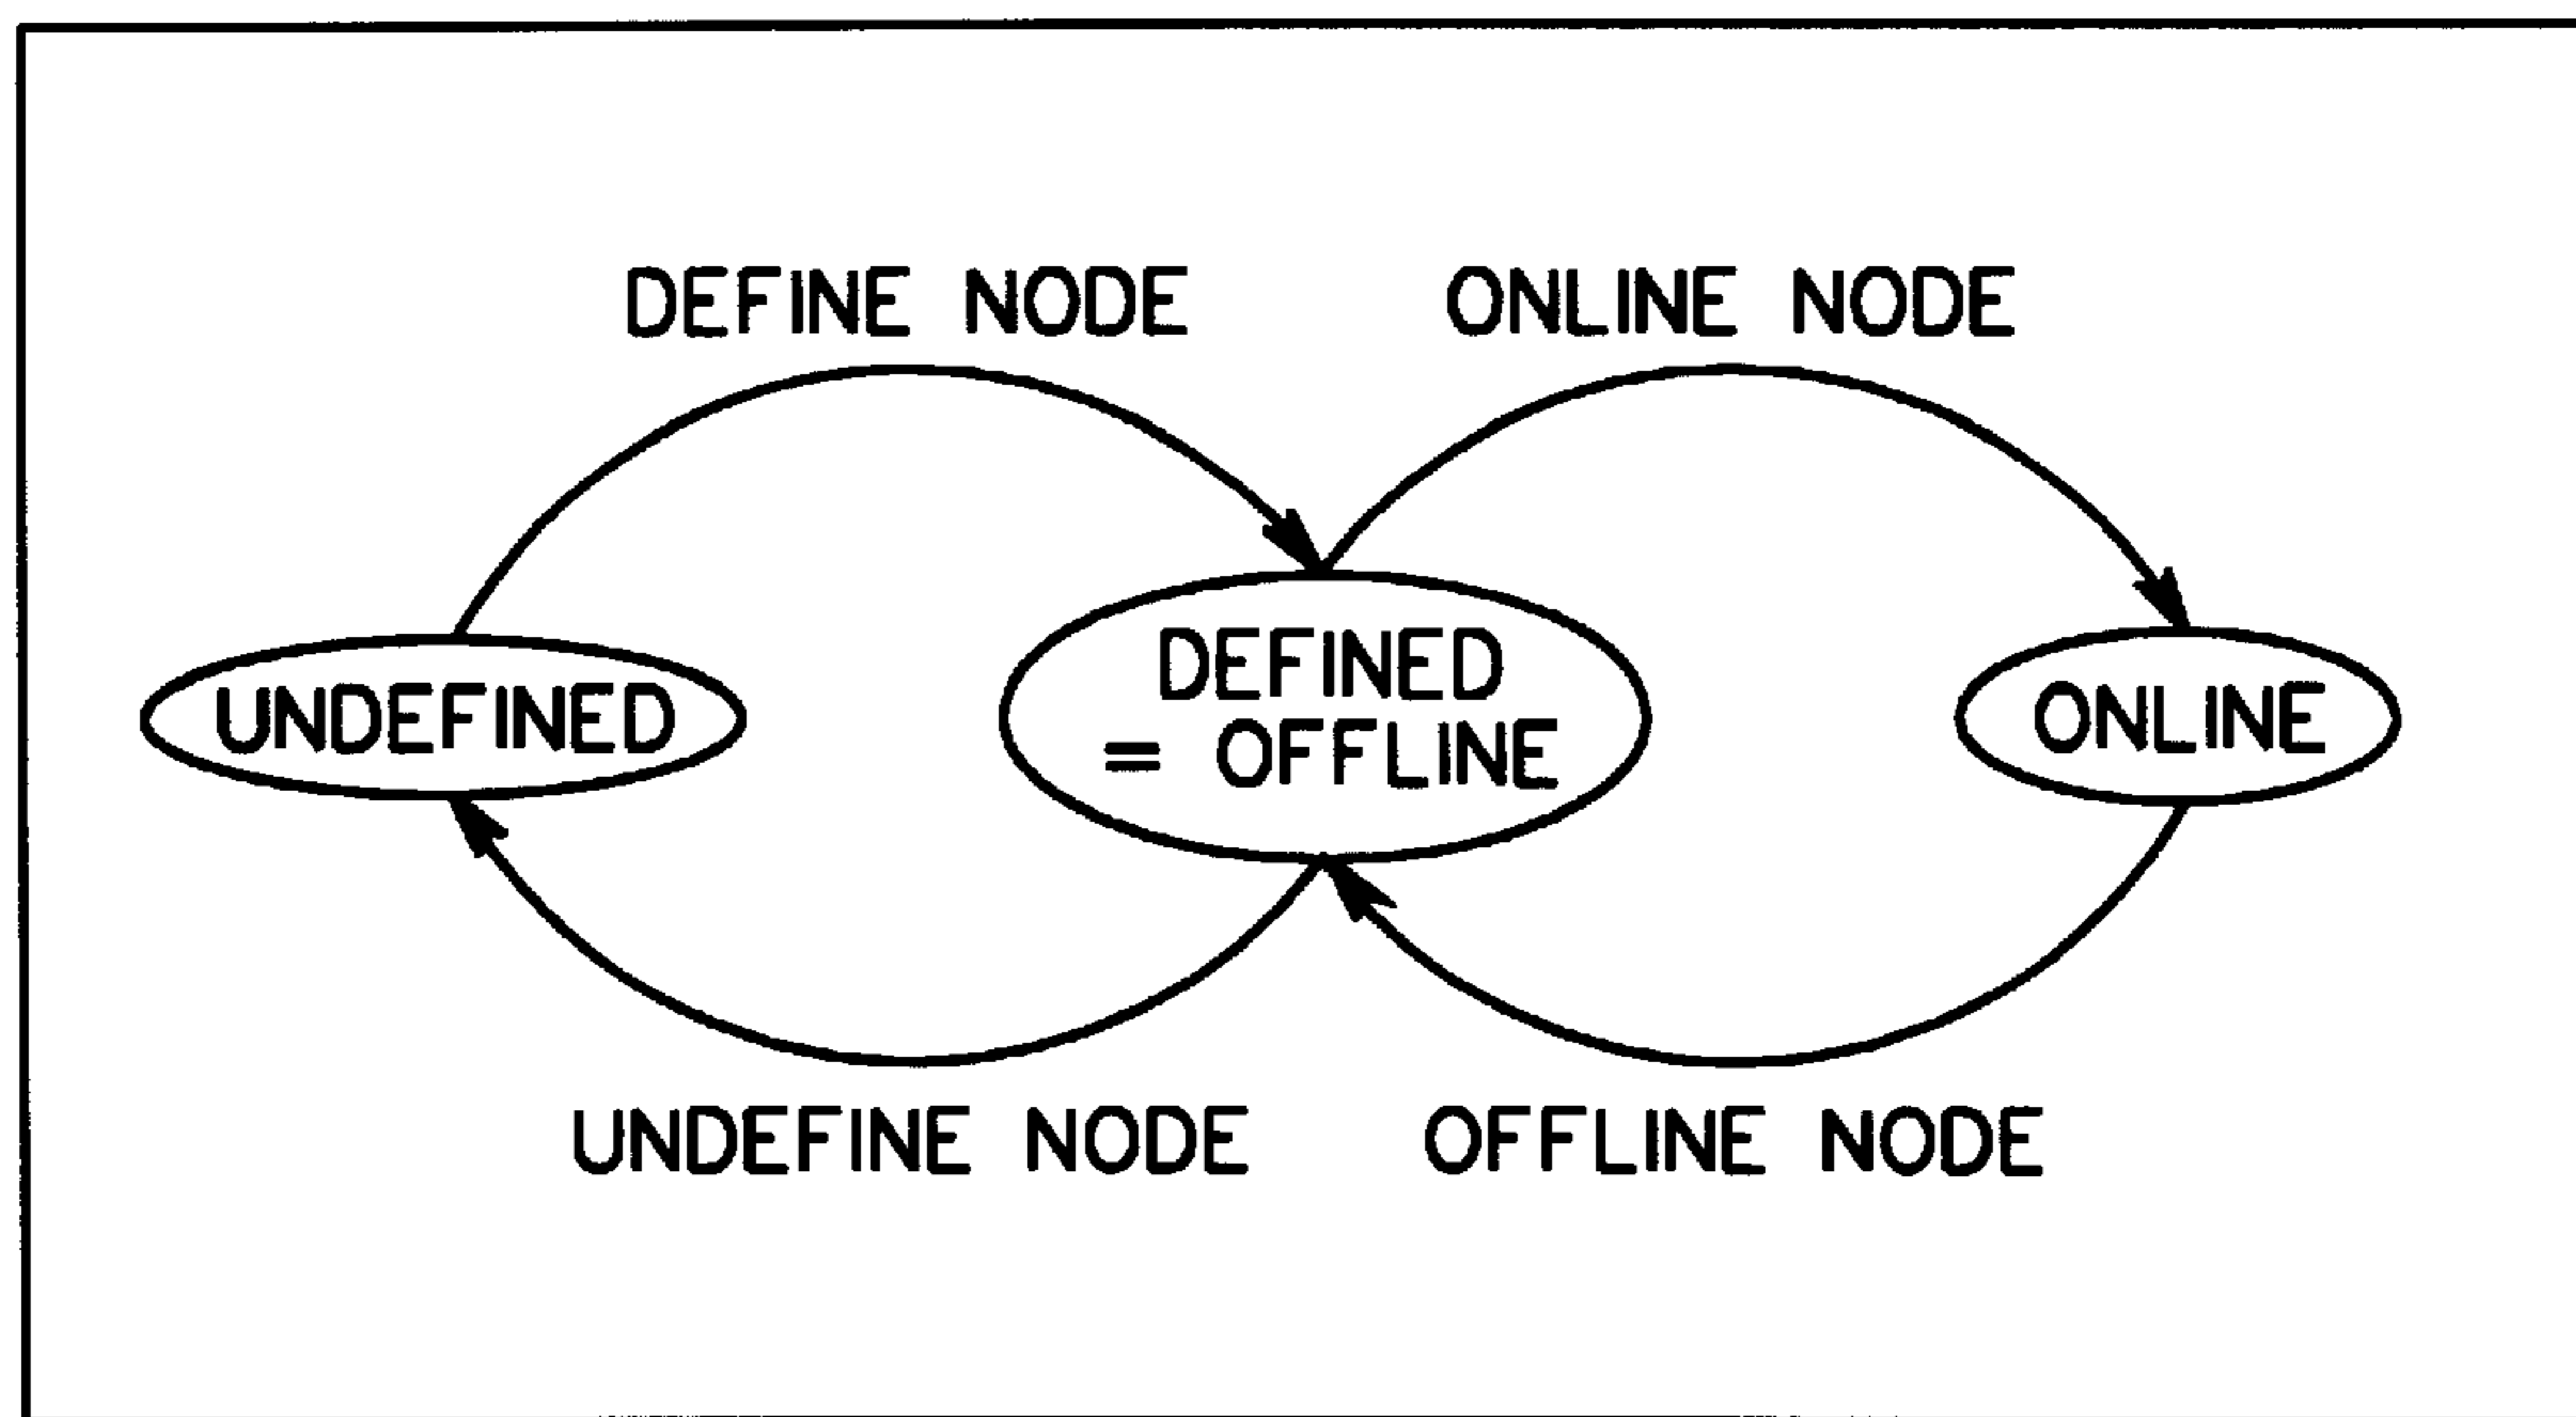 DEFINE NODE
ONLINE NODE
UNDEFINED
DEFINED
= OFFLINE
ONLINE
UNDEFINE NODE
OFFLINE NODE